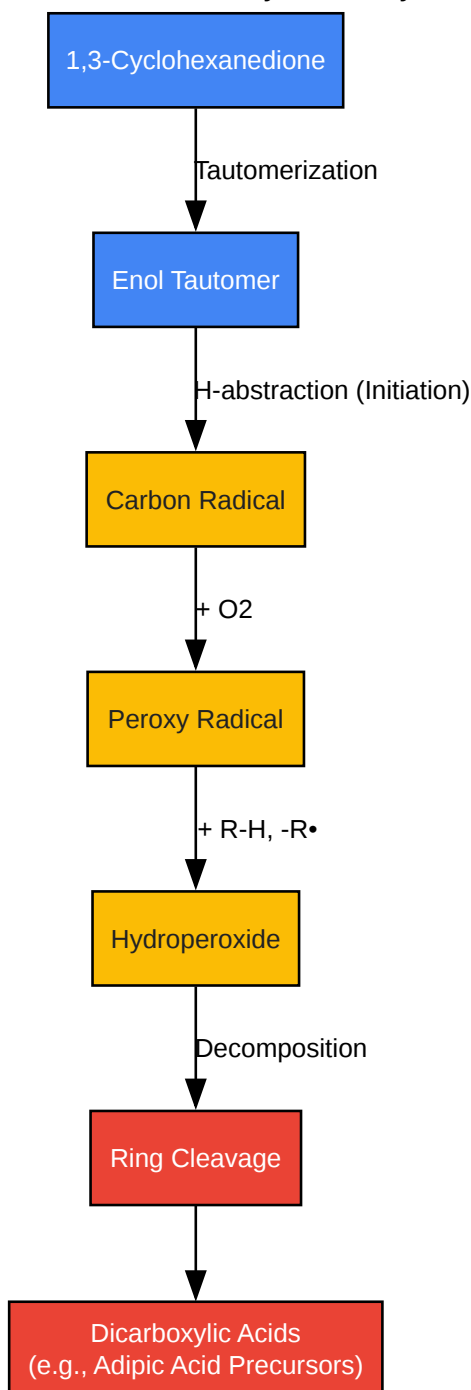 1,3-Cyclohexanedione
Tautomerization
Enol Tautomer
H-abstraction (Initiation)
Carbon Radical
+ O2
Peroxy Radical
+ R-H, -R•
Hydroperoxide
Decomposition
Ring Cleavage
Dicarboxylic Acids
(e.g., Adipic Acid Precursors)